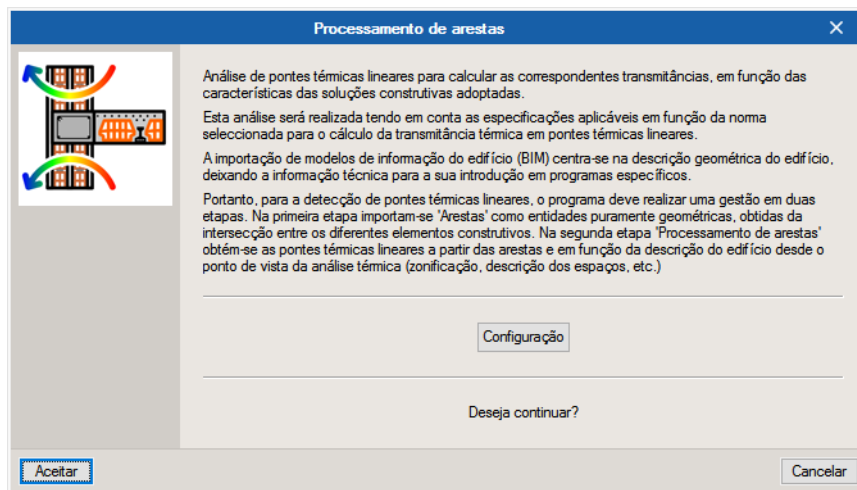 Processamento de arestas
Análise de pontes térmicas lineares para calcular as correspondentes transmitâncias, em função das
características das soluções construtivas adoptadas.
Esta análise será realizada tendo em conta as especificações aplicáveis em função da norma
seleccionada para o cálculo da transmitância térmica em pontes térmicas lineares.
A importação de modelos de informação do edifício (BIM) centra-se na descrição geométrica do edifício,
deixando a informação técnica para a sua introdução em programas específicos.
Portanto, para a detecção de pontes térmicas lineares, o programa deve realizar uma gestão em duas
etapas. Na primeira etapa importam-se 'Arestas' como entidades puramente geométricas, obtidas da
intersecção entre os diferentes elementos construtivos. Na segunda etapa 'Processamento de arestas'
obtém-se as pontes térmicas lineares a partir das arestas e em função da descrição do edifício desde o
ponto de vista da análise térmica (zonificação, descrição dos espaços, etc.)
Configuração
Deseja continuar?
Aceitar
Cancelar